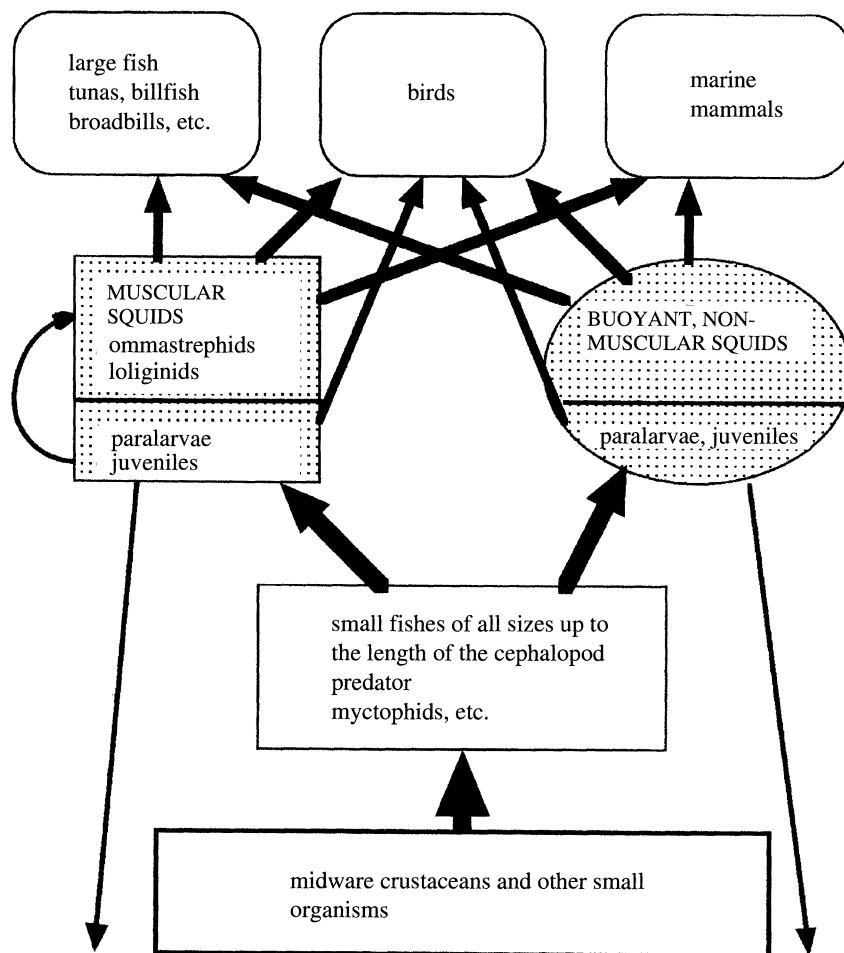 large fish
tunas, billfish
broadbills, etc.
birds
marine
mammals
MUSCULAR
SQUIDS
ommastrephids
loliginids
paralarvae
juveniles
BUOYANT, NON-
MUSCULAR SQUIDS
paralarvae, juveniles
small fishes of all sizes up to
the length of the cephalopod
predator
myctophids, etc.
midware crustaceans and other small
organisms